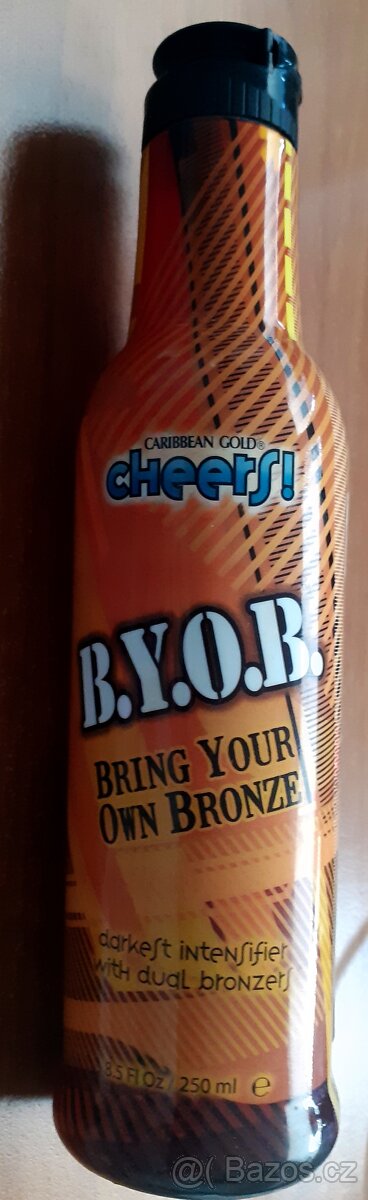 CARIBBEAN GOLD®
cheers!
B.Y.O.B.
BRING YOUR
OWN BRONZE
darkest intensifier
with dual bronzers
8.5 Fl Oz / 250 ml ℮
@( Bazos.cz